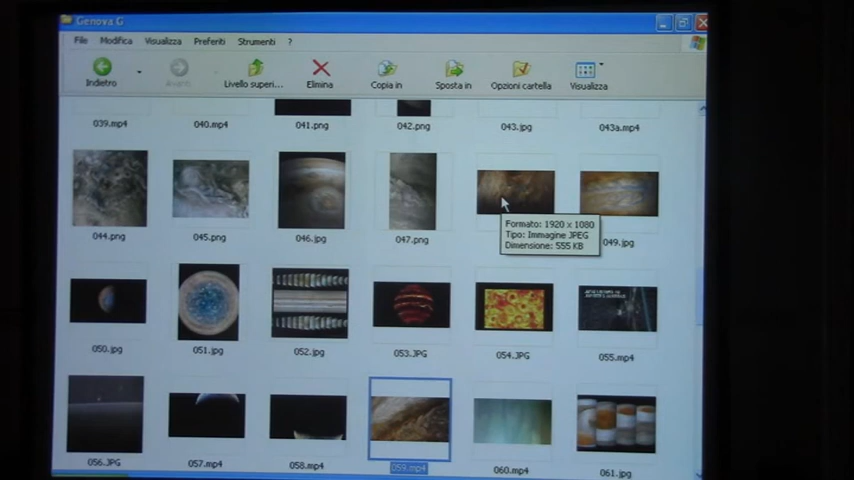 Genova G
File Modifica Visualizza Preferiti Strumenti ?
Indietro Avanti Livello superi... Elimina Copia in Sposta in Opzioni cartella Visualizza
039.mp4 040.mp4 041.png 042.png 043.jpg 043a.mp4
044.png 045.png 046.jpg 047.png 049.jpg
Formato: 1920 x 1080
Tipo: Immagine JPEG
Dimensione: 555 KB
050.jpg 051.jpg 052.jpg 053.JPG 054.JPG 055.mp4
056.JPG 057.mp4 058.mp4 059.mp4 060.mp4 061.jpg